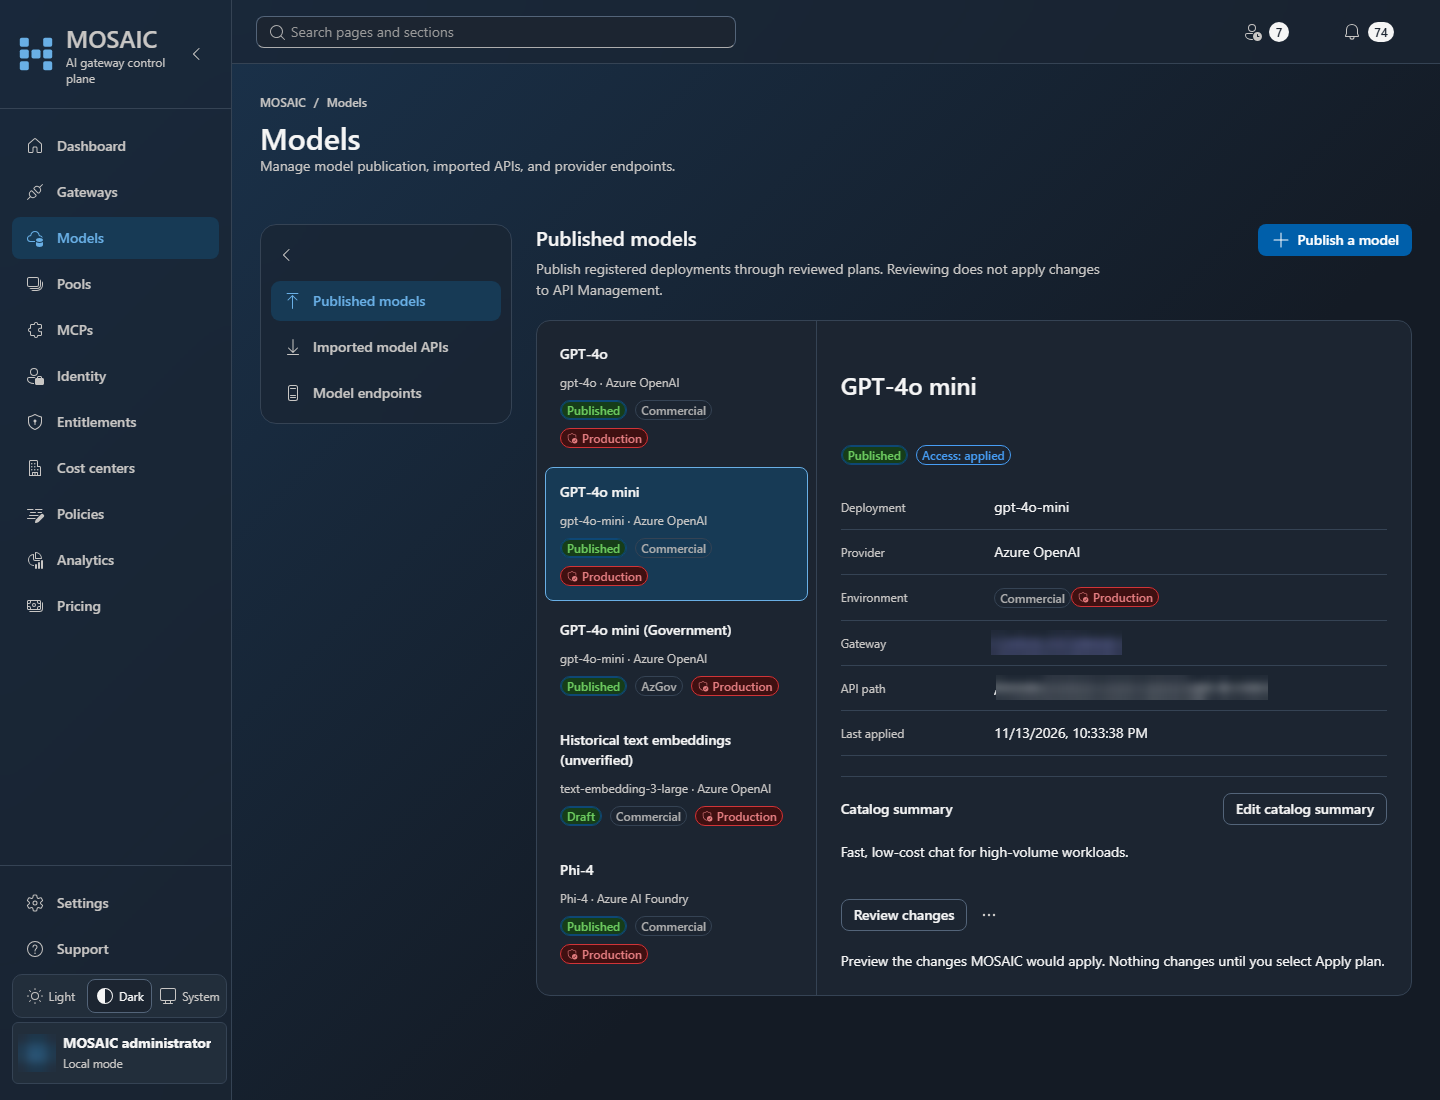 MOSAIC
AI gateway control
plane
Search pages and sections
7
74
Dashboard
Gateways
Models
Pools
MCPs
Identity
Entitlements
Cost centers
Policies
Analytics
Pricing
Settings
Support
Light
Dark
System
MOSAIC administrator
Local mode
MOSAIC / Models
Models
Manage model publication, imported APIs, and provider endpoints.
Published models
Imported model APIs
Model endpoints
Published models
Publish registered deployments through reviewed plans. Reviewing does not apply changes
to API Management.
Publish a model
GPT-4o
gpt-4o · Azure OpenAI
Published Commercial
Production
GPT-4o mini
gpt-4o-mini · Azure OpenAI
Published Commercial
Production
GPT-4o mini (Government)
gpt-4o-mini · Azure OpenAI
Published AzGov Production
Historical text embeddings
(unverified)
text-embedding-3-large · Azure OpenAI
Draft Commercial Production
Phi-4
Phi-4 · Azure AI Foundry
Published Commercial
Production
GPT-4o mini
Published Access: applied
Deployment gpt-4o-mini
Provider Azure OpenAI
Environment Commercial Production
Gateway
API path
Last applied 11/13/2026, 10:33:38 PM
Catalog summary
Edit catalog summary
Fast, low-cost chat for high-volume workloads.
Review changes ···
Preview the changes MOSAIC would apply. Nothing changes until you select Apply plan.